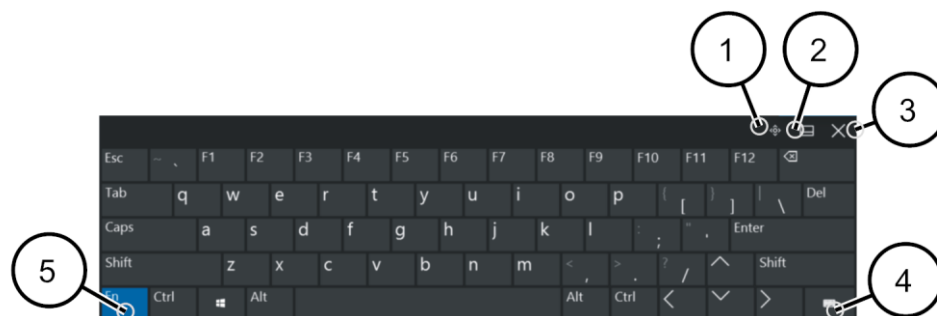 1 2 3
Esc ~ ` F1 F2 F3 F4 F5 F6 F7 F8 F9 F10 F11 F12
Tab q w e r t y u i o p { [ } ] | \ Del
Caps a s d f g h j k l : ; " ' Enter
Shift z x c v b n m < , > . ? / Shift
5 4
Fn Ctrl Alt Alt Ctrl